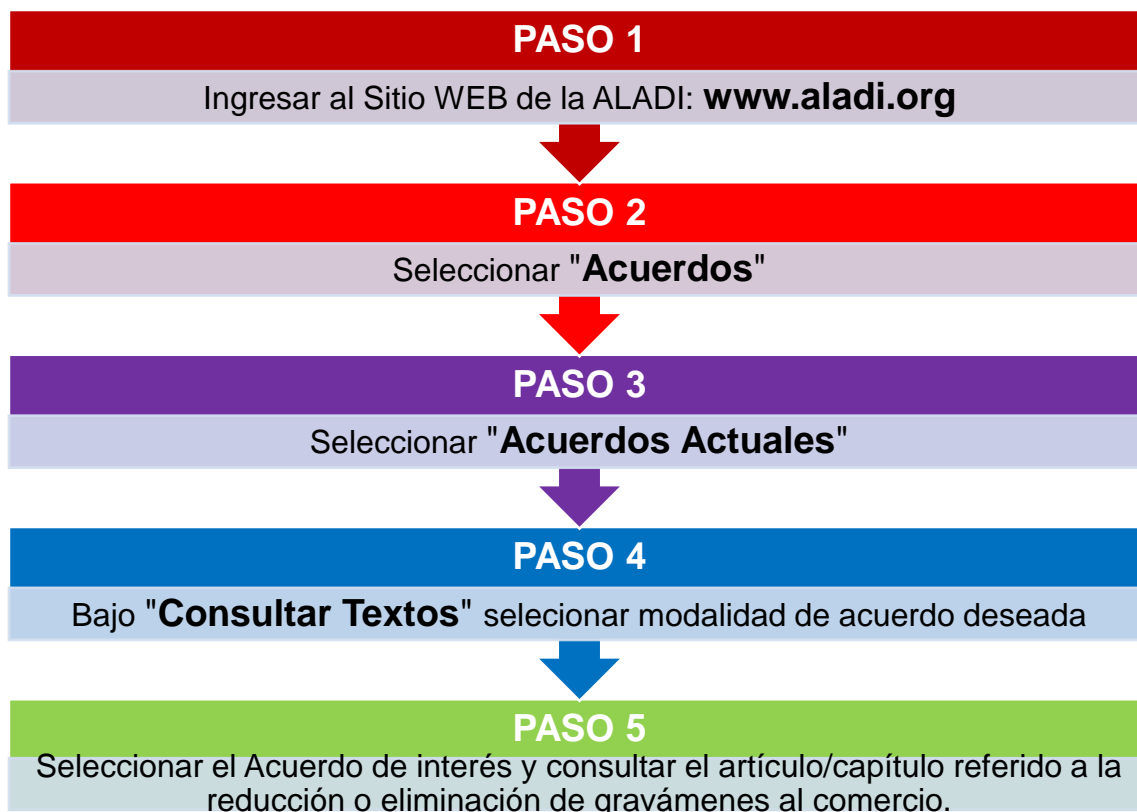 PASO 1
Ingresar al Sitio WEB de la ALADI: www.aladi.org
PASO 2
Seleccionar "Acuerdos"
PASO 3
Seleccionar "Acuerdos Actuales"
PASO 4
Bajo "Consultar Textos" selecionar modalidad de acuerdo deseada
PASO 5
Seleccionar el Acuerdo de interés y consultar el artículo/capítulo referido a la
reducción o eliminación de gravámenes al comercio.